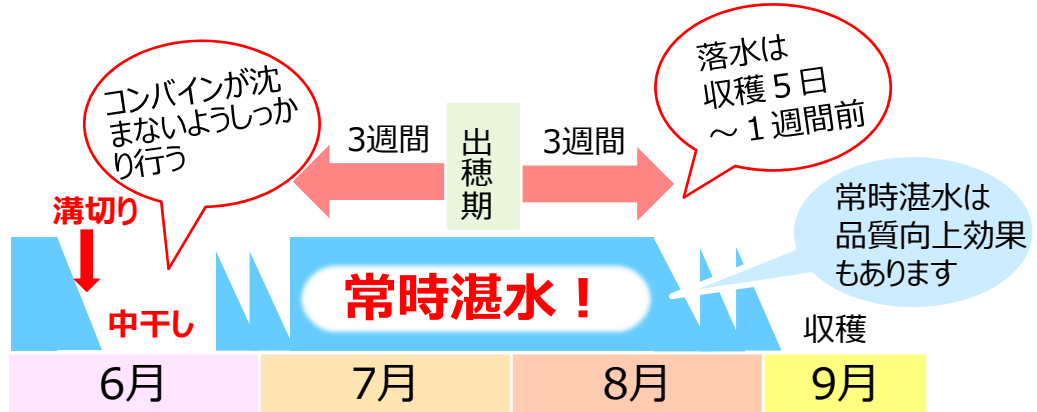 コンバインが沈
まないようしっか
り行う
3週間
出穂期
3週間
落水は
収穫５日
～１週間前
溝切り
常時湛水は
品質向上効果
もあります
常時湛水！
中干し
収穫
6月
7月
8月
9月